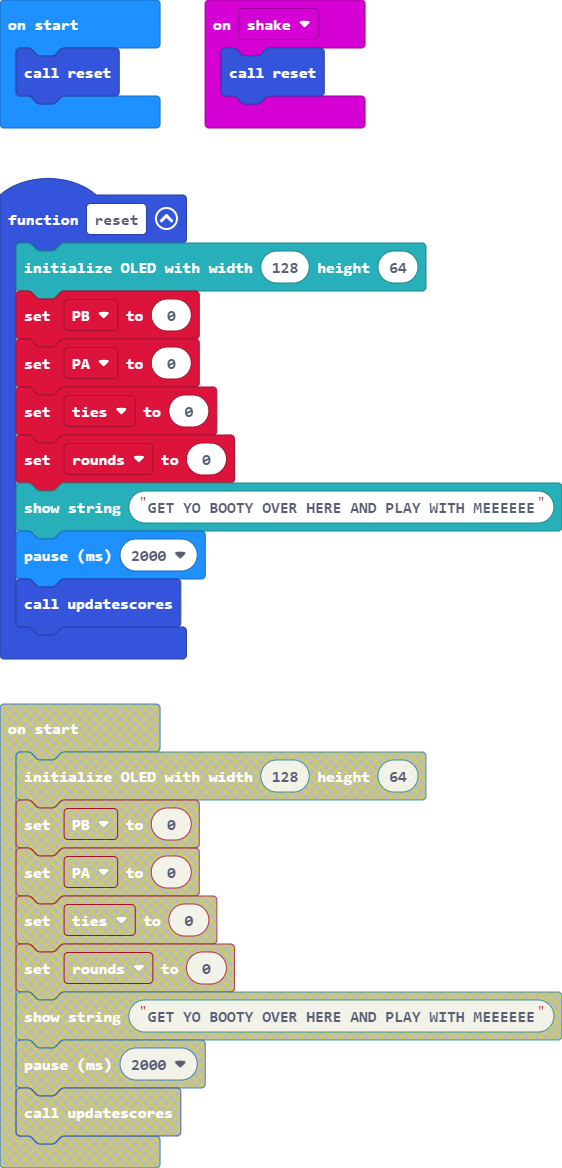 on start
call reset
on shake
call reset
function reset
initialize OLED with width 128 height 64
set PB to 0
set PA to 0
set ties to 0
set rounds to 0
show string "GET YO BOOTY OVER HERE AND PLAY WITH MEEEEEE"
pause (ms) 2000
call updatescores
on start
initialize OLED with width 128 height 64
set PB to 0
set PA to 0
set ties to 0
set rounds to 0
show string "GET YO BOOTY OVER HERE AND PLAY WITH MEEEEEE"
pause (ms) 2000
call updatescores